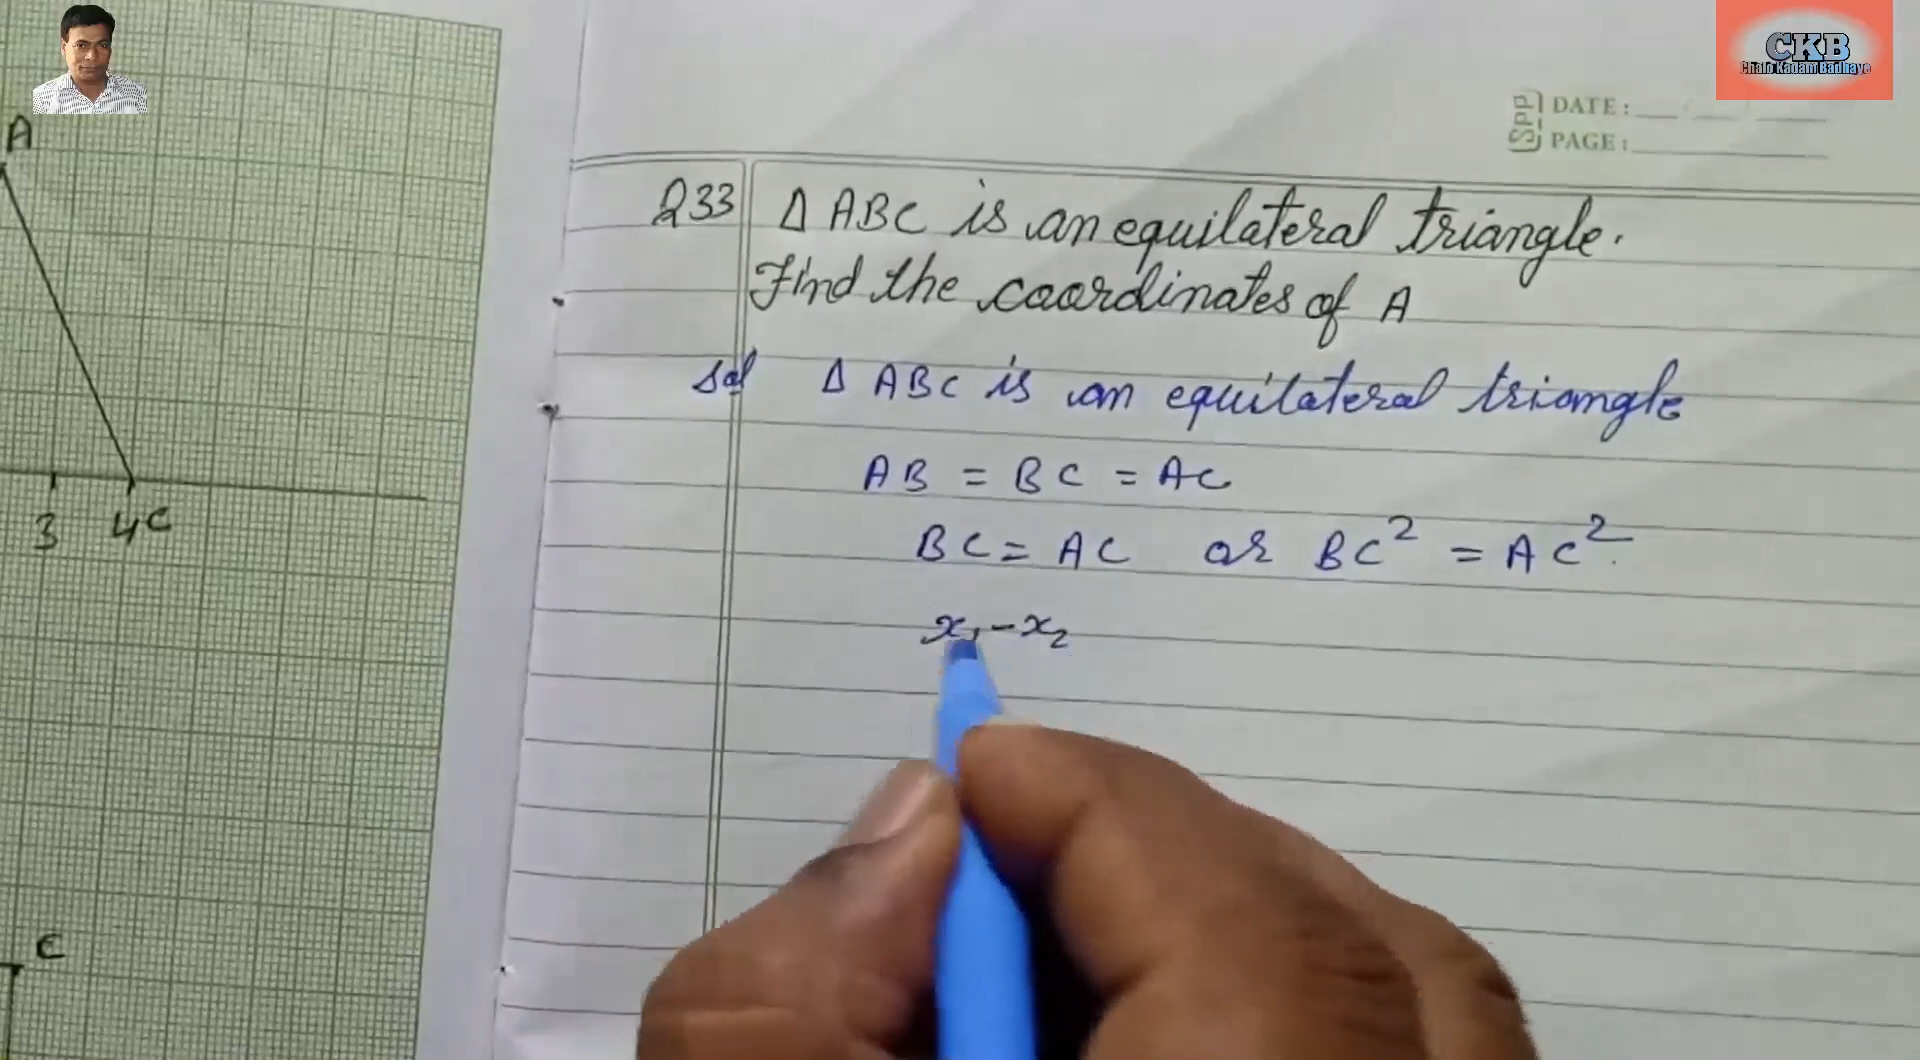 CKB
Chalo Kadam Badhaye
SPP
DATE :
PAGE :
A
3
4C
C
Q33 Δ ABC is an equilateral triangle.
Find the coordinates of A
Sol Δ ABC is an equilateral triangle
AB = BC = AC
BC = AC or BC² = AC²
x₁ - x₂